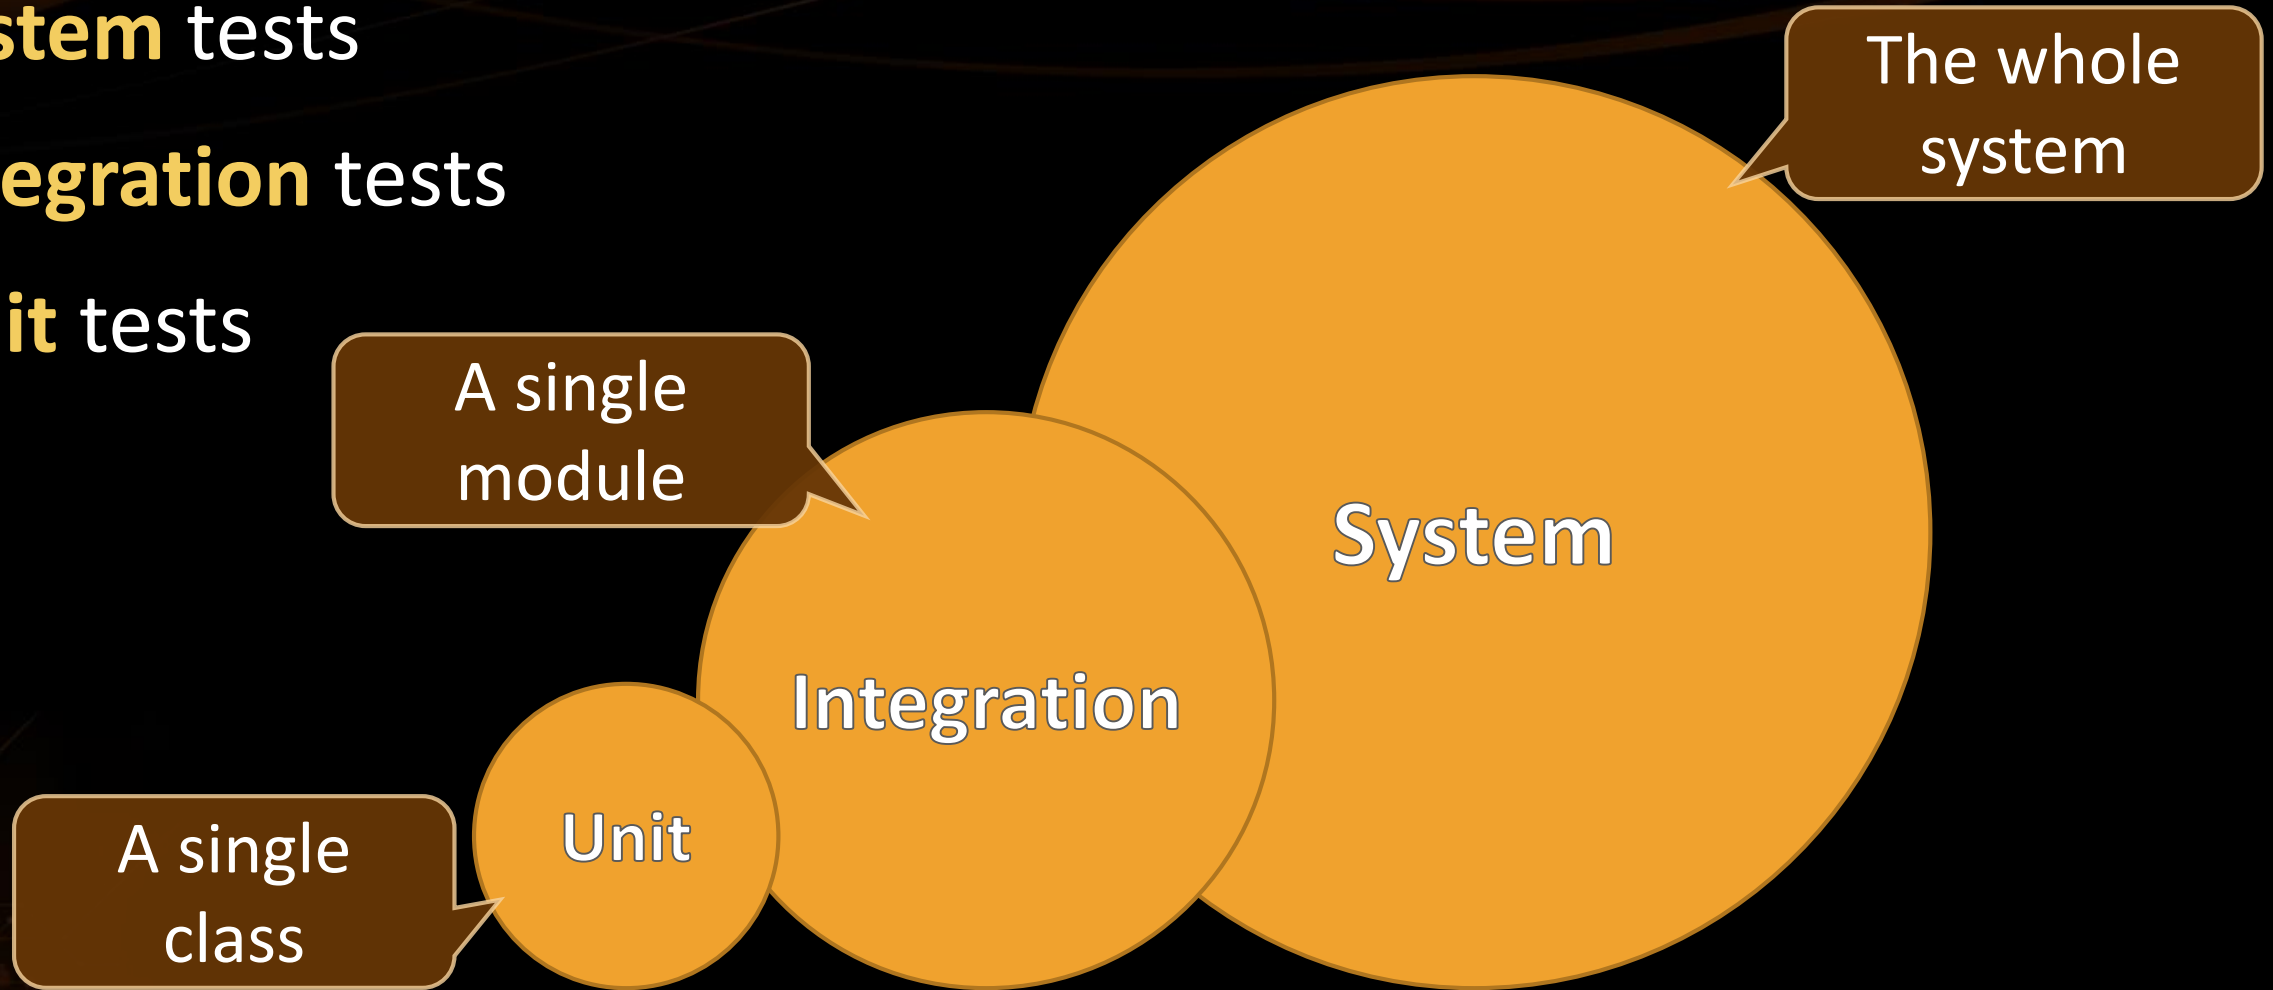 stem tests
egration tests
it tests
The whole
system
A single
module
System
Integration
Unit
A single
class